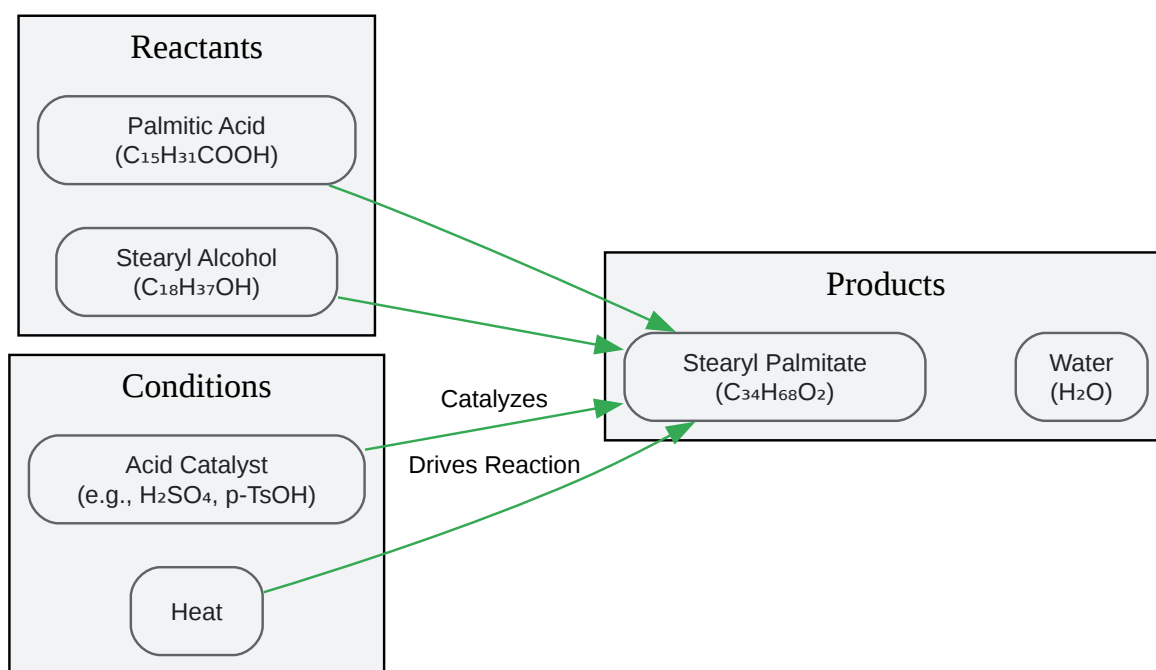 Reactants
Palmitic Acid
(C₁₅H₃₁COOH)
Stearyl Alcohol
(C₁₈H₃₇OH)
Conditions
Acid Catalyst
(e.g., H₂SO₄, p-TsOH)
Heat
Catalyzes
Drives Reaction
Products
Stearyl Palmitate
(C₃₄H₆₈O₂)
Water
(H₂O)